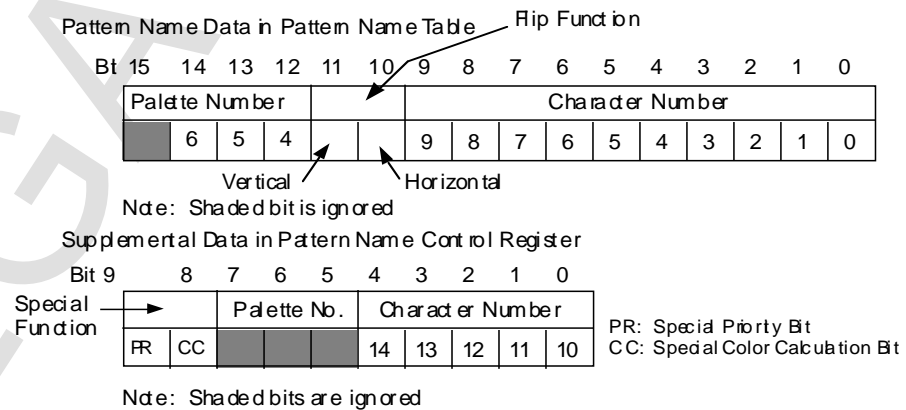 Pattern Name Data in Pattern Name Table Flip Function
Bit 15 14 13 12 11 10 9 8 7 6 5 4 3 2 1 0
Palette Number Character Number
6 5 4 9 8 7 6 5 4 3 2 1 0
Vertical Horizontal
Note: Shaded bit is ignored
Supplemental Data in Pattern Name Control Register
Bit 9 8 7 6 5 4 3 2 1 0
Special Function Palette No. Character Number
PR CC 14 13 12 11 10
PR: Special Priorty Bit
CC: Special Color Calculation Bit
Note: Shaded bits are ignored